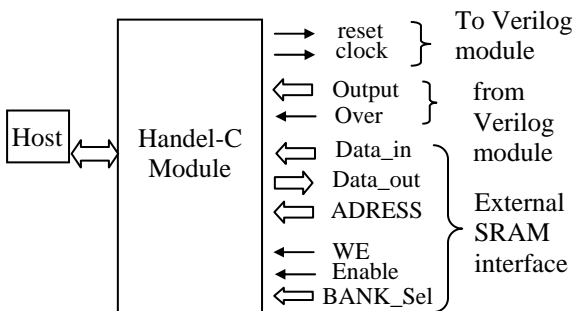 Host
Handel-C
Module
reset
clock
To Verilog
module
Output
Over
from
Verilog
module
Data_in
Data_out
ADRESS
WE
Enable
BANK_Sel
External
SRAM
interface